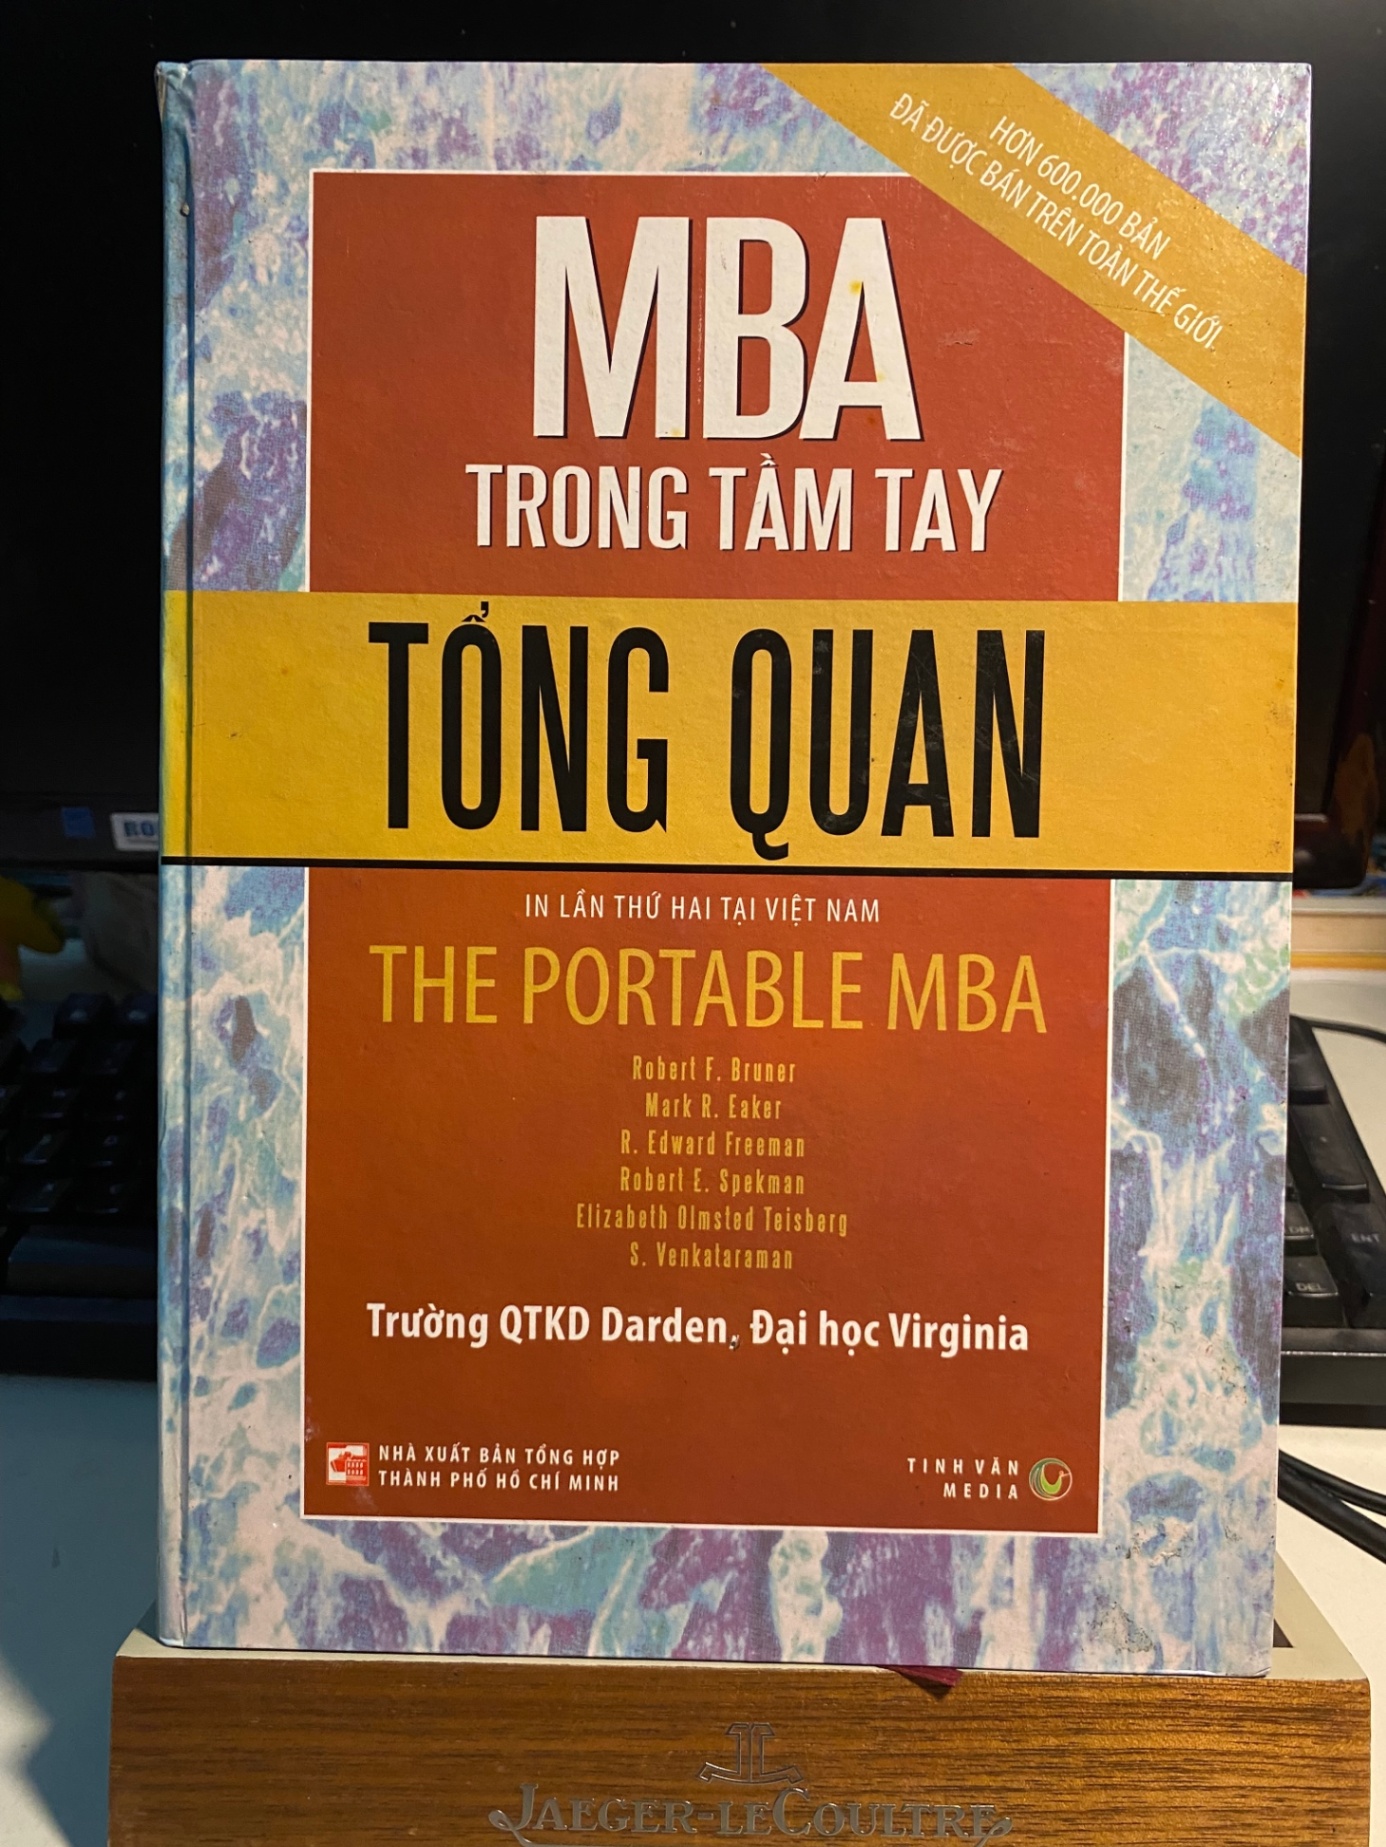 HƠN 600.000 BẢN
ĐÃ ĐƯỢC BÁN TRÊN TOÀN THẾ GIỚI.
MBA
TRONG TẦM TAY
TỔNG QUAN
IN LẦN THỨ HAI TẠI VIỆT NAM
THE PORTABLE MBA
Robert F. Bruner
Mark R. Eaker
R. Edward Freeman
Robert E. Spekman
Elizabeth Olmsted Teisberg
S. Venkataraman
Trường QTKD Darden, Đại học Virginia
NHÀ XUẤT BẢN TỔNG HỢP
THÀNH PHỐ HỒ CHÍ MINH
TINH VÂN
MEDIA
ENT
DEL
JAEGER-LECOULTRE